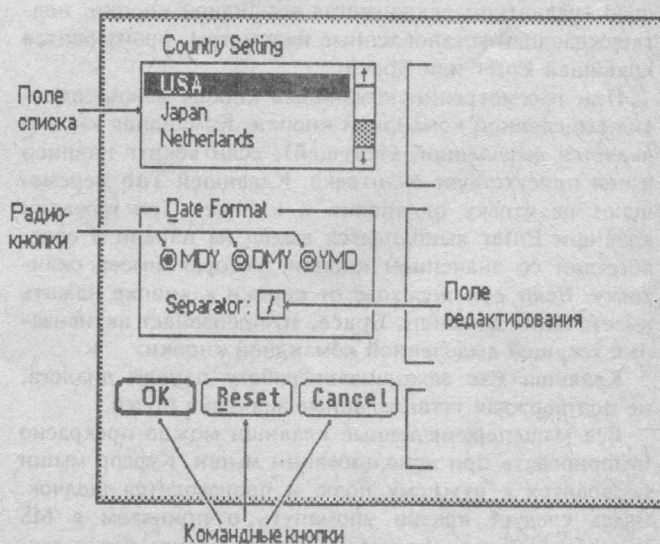 Country Setting
USA
Поле
списка
Japan
Netherlands
Радио-
кнопки
Date Format
MDY DMY YMD
Separator: /
Поле
редактирования
OK Reset Cancel
Командные кнопки